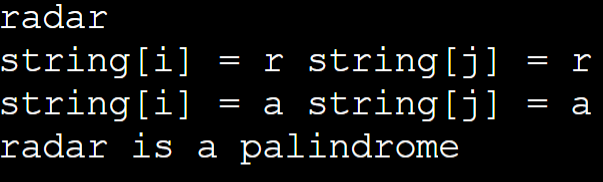 radar
string[i] = r string[j] = r
string[i] = a string[j] = a
radar is a palindrome